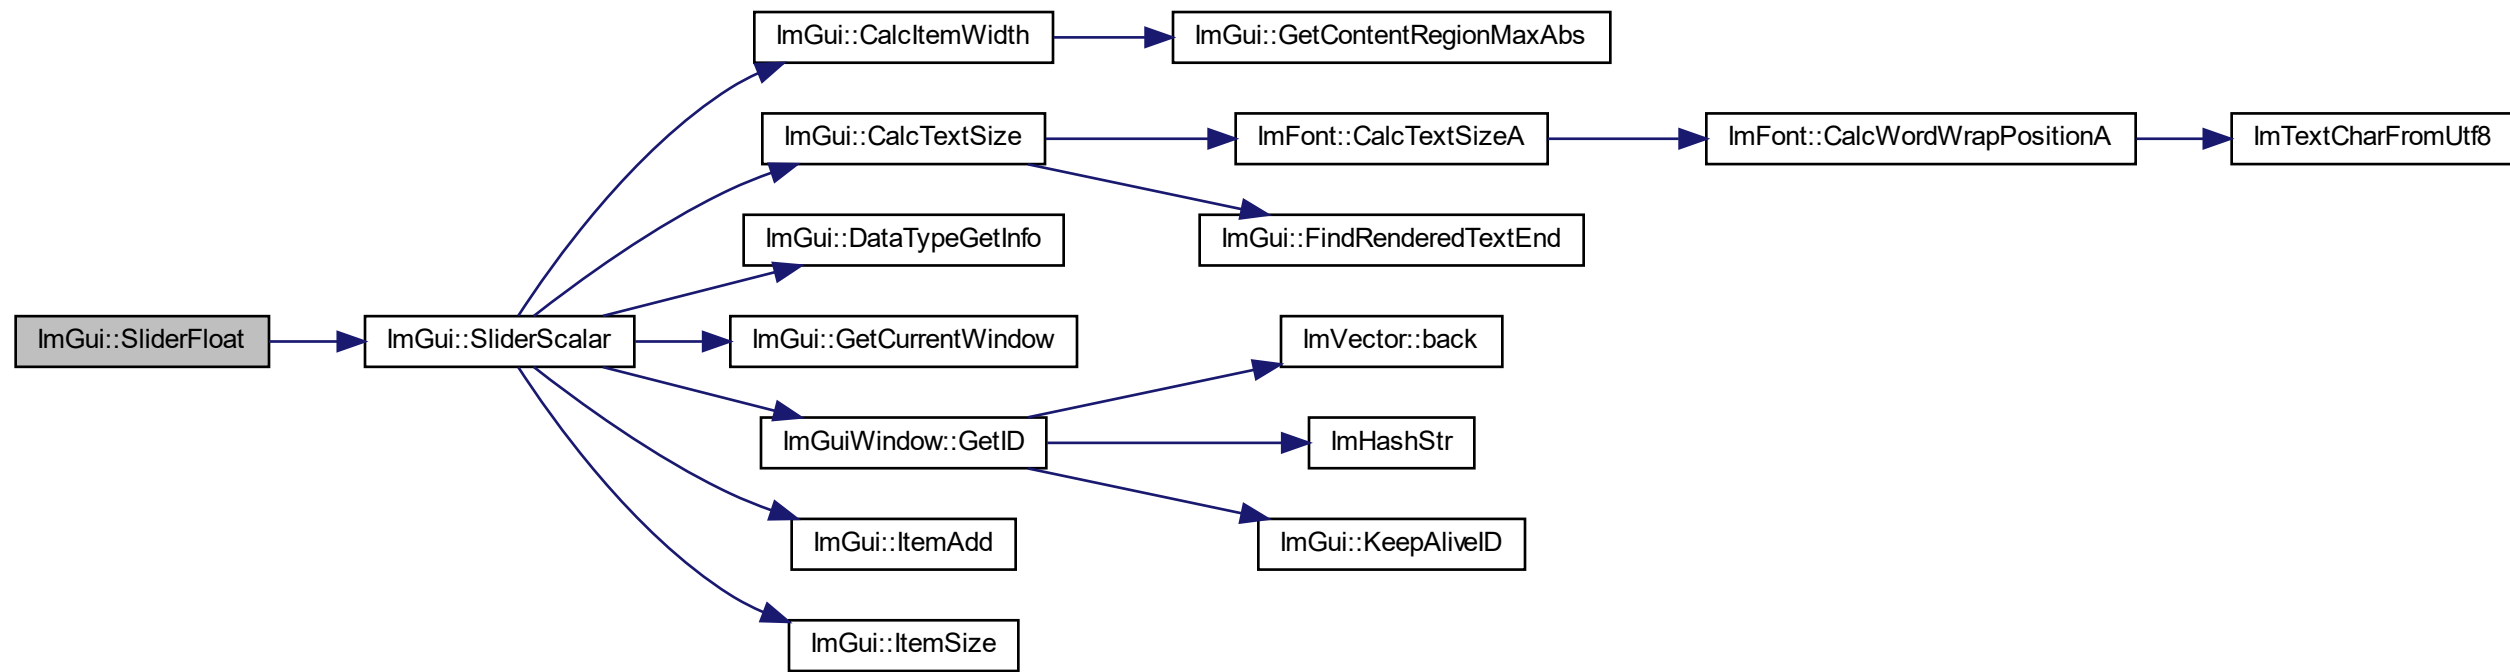 ImGui::CalcItemWidth
ImGui::GetContentRegionMaxAbs
ImGui::CalcTextSize
ImFont::CalcTextSizeA
ImFont::CalcWordWrapPositionA
ImTextCharFromUtf8
ImGui::DataTypeGetInfo
ImGui::FindRenderedTextEnd
ImGui::SliderFloat
ImGui::SliderScalar
ImGui::GetCurrentWindow
ImVector::back
ImGuiWindow::GetID
ImHashStr
ImGui::ItemAdd
ImGui::KeepAliveID
ImGui::ItemSize